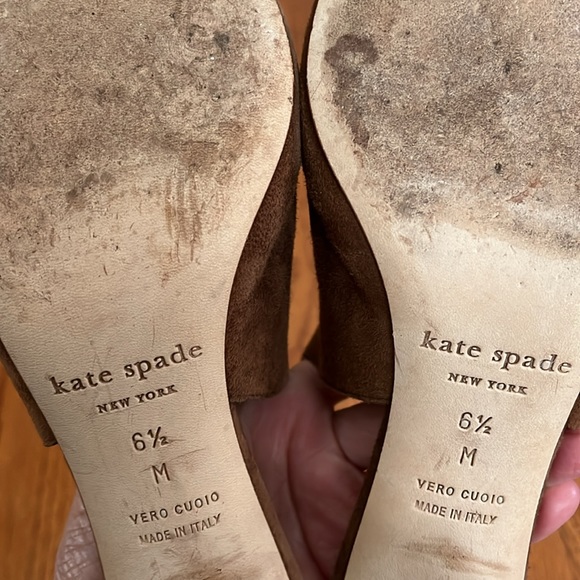 kate spade
NEW YORK
6½
M
VERO CUOIO
MADE IN ITALY
kate spade
NEW YORK
6½
M
VERO CUOIO
MADE IN ITALY